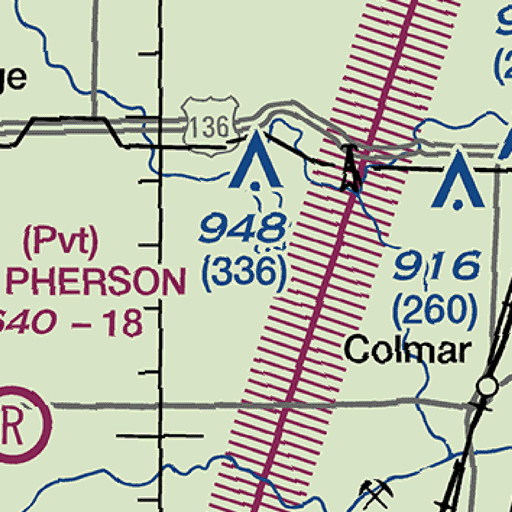 ge
136
948
(336)
(Pvt)
PHERSON
640 - 18
R
916
(260)
Colmar